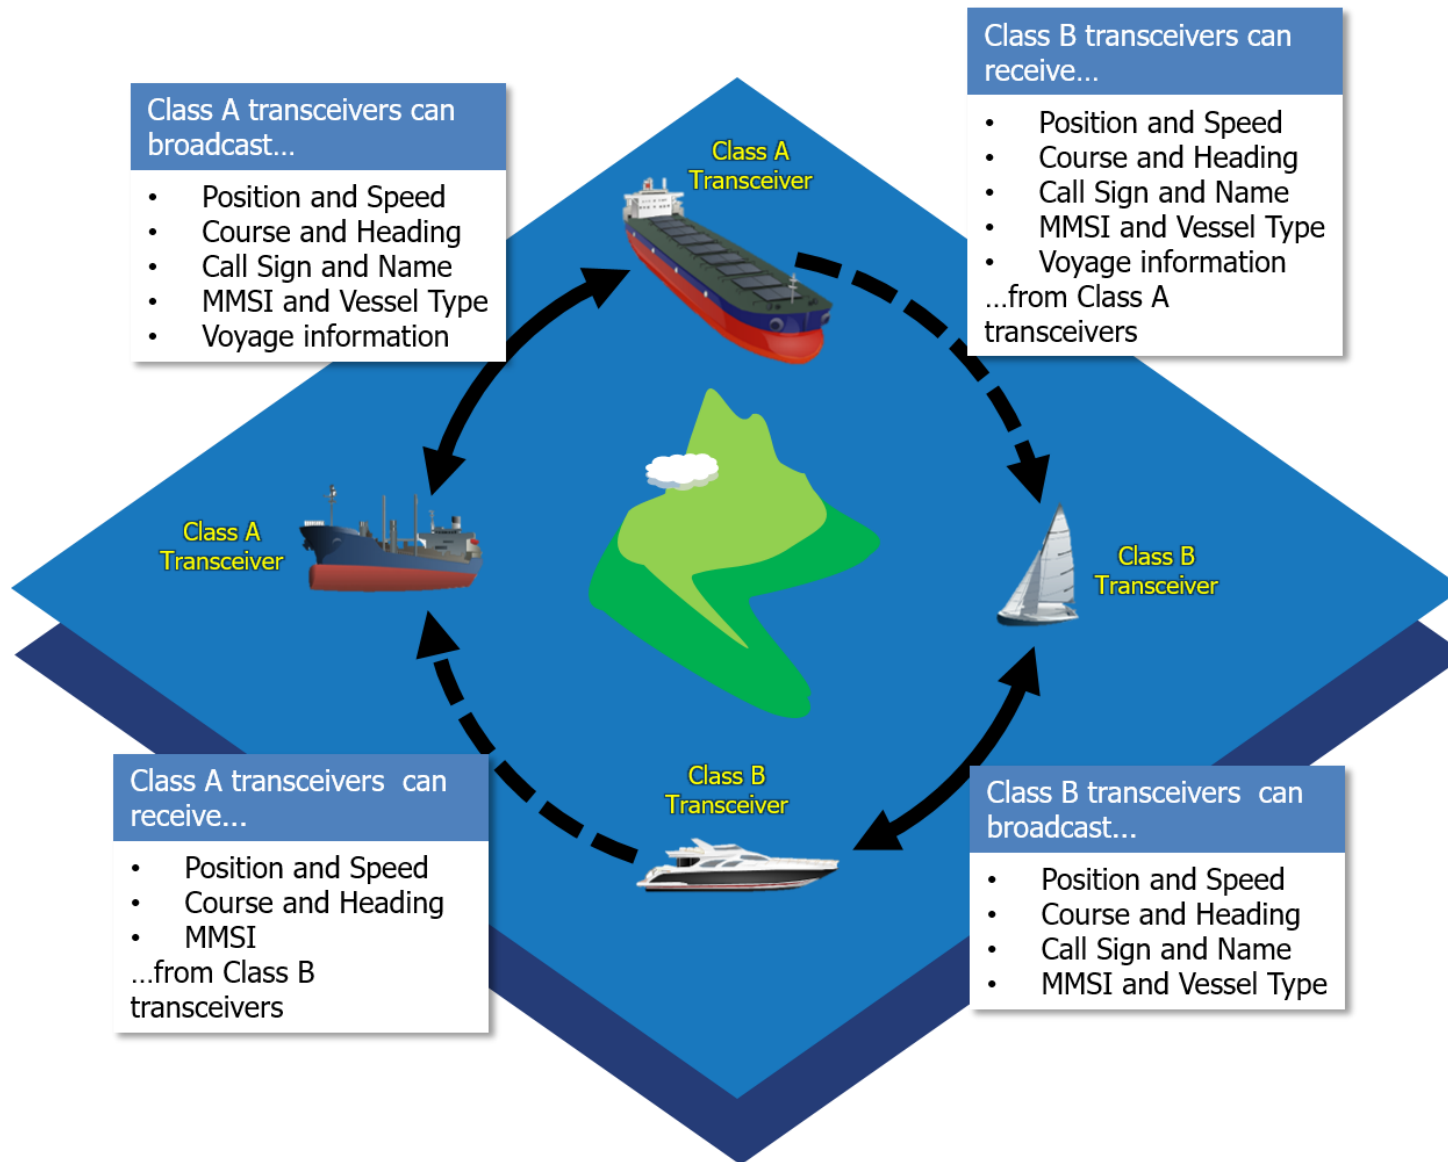 Class A transceivers can
broadcast...
• Position and Speed
• Course and Heading
• Call Sign and Name
• MMSI and Vessel Type
• Voyage information
Class A
Transceiver
Class B transceivers can
receive...
• Position and Speed
• Course and Heading
• Call Sign and Name
• MMSI and Vessel Type
• Voyage information
...from Class A
transceivers
Class A
Transceiver
Class B
Transceiver
Class A transceivers  can
receive...
• Position and Speed
• Course and Heading
• MMSI
...from Class B
transceivers
Class B
Transceiver
Class B transceivers  can
broadcast...
• Position and Speed
• Course and Heading
• Call Sign and Name
• MMSI and Vessel Type